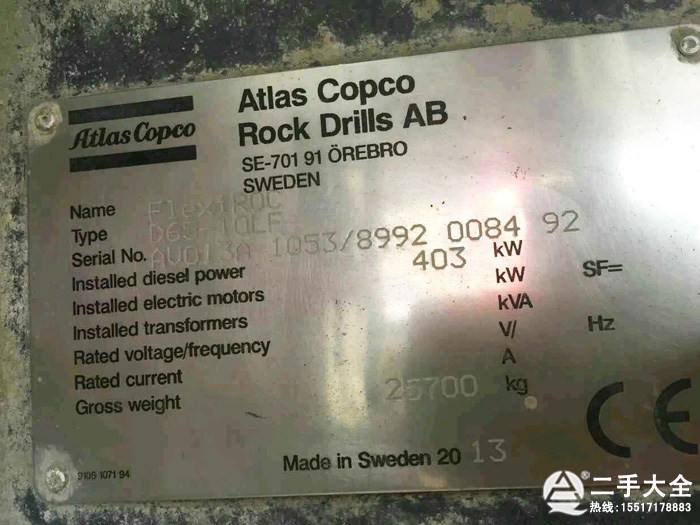 Atlas Copco
Atlas Copco
Rock Drills AB
SE-701 91 ÖREBRO
SWEDEN
Name FlexiROC
Type D65-10LF
Serial No. AVO13A 1053/8992 0084 92
Installed diesel power 403 kW
Installed electric motors kW SF=
Installed transformers kVA
Rated voltage/frequency V/ Hz
Rated current A
Gross weight 25700 kg
CE
Made in Sweden 20 13
9106 1071 94
二手大全
热线:15517178883